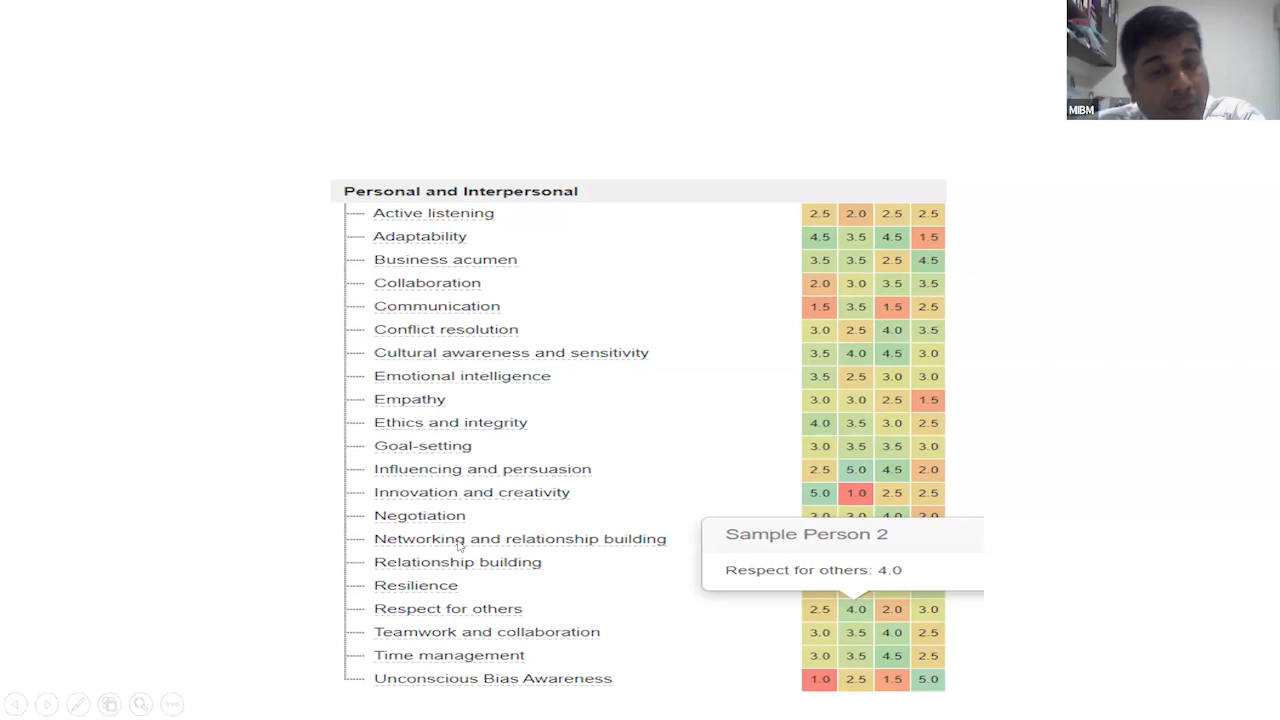 MIBM
Personal and Interpersonal
Active listening 2.5 2.0 2.5 2.5
Adaptability 4.5 3.5 4.5 1.5
Business acumen 3.5 3.5 2.5 4.5
Collaboration 2.0 3.0 3.5 3.5
Communication 1.5 3.5 1.5 2.5
Conflict resolution 3.0 2.5 4.0 3.5
Cultural awareness and sensitivity 3.5 4.0 4.5 3.0
Emotional intelligence 3.5 2.5 3.0 3.0
Empathy 3.0 3.0 2.5 1.5
Ethics and integrity 4.0 3.5 3.0 2.5
Goal-setting 3.0 3.5 3.5 3.0
Influencing and persuasion 2.5 5.0 4.5 2.0
Innovation and creativity 5.0 1.0 2.5 2.5
Negotiation
Networking and relationship building
Relationship building
Resilience
Sample Person 2
Respect for others: 4.0
Respect for others 2.5 4.0 2.0 3.0
Teamwork and collaboration 3.0 3.5 4.0 2.5
Time management 3.0 3.5 4.5 2.5
Unconscious Bias Awareness 1.0 2.5 1.5 5.0